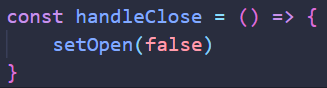 const handleClose = () => {
    setOpen(false)
}